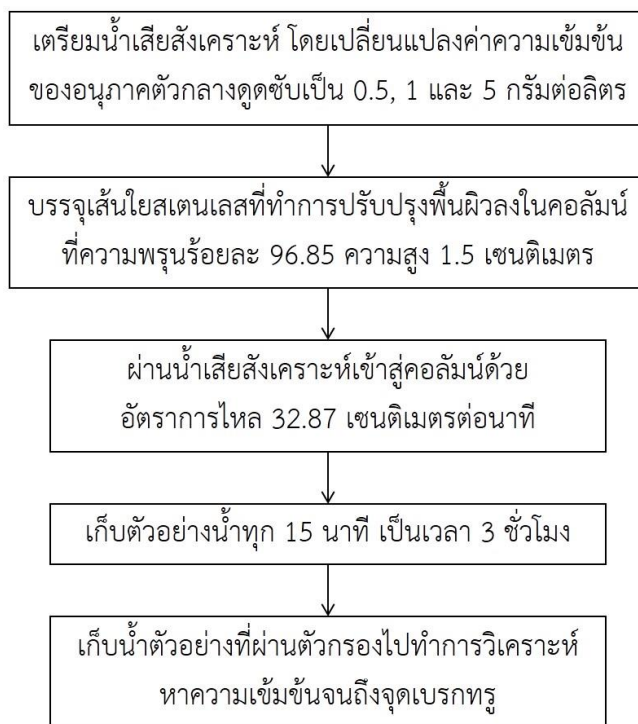 เตรียมน้ำเสียสังเคราะห์ โดยเปลี่ยนแปลงค่าความเข้มข้น
ของอนุภาคตัวกลางดูดซับเป็น 0.5, 1 และ 5 กรัมต่อลิตร
บรรจุเส้นใยสเตนเลสที่ทำการปรับปรุงพื้นผิวลงในคอลัมน์
ที่ความพรุนร้อยละ 96.85 ความสูง 1.5 เซนติเมตร
ผ่านน้ำเสียสังเคราะห์เข้าสู่คอลัมน์ด้วย
อัตราการไหล 32.87 เซนติเมตรต่อนาที
เก็บตัวอย่างน้ำทุก 15 นาที เป็นเวลา 3 ชั่วโมง
เก็บน้ำตัวอย่างที่ผ่านตัวกรองไปทำการวิเคราะห์
หาความเข้มข้นจนถึงจุดเบรกทรู